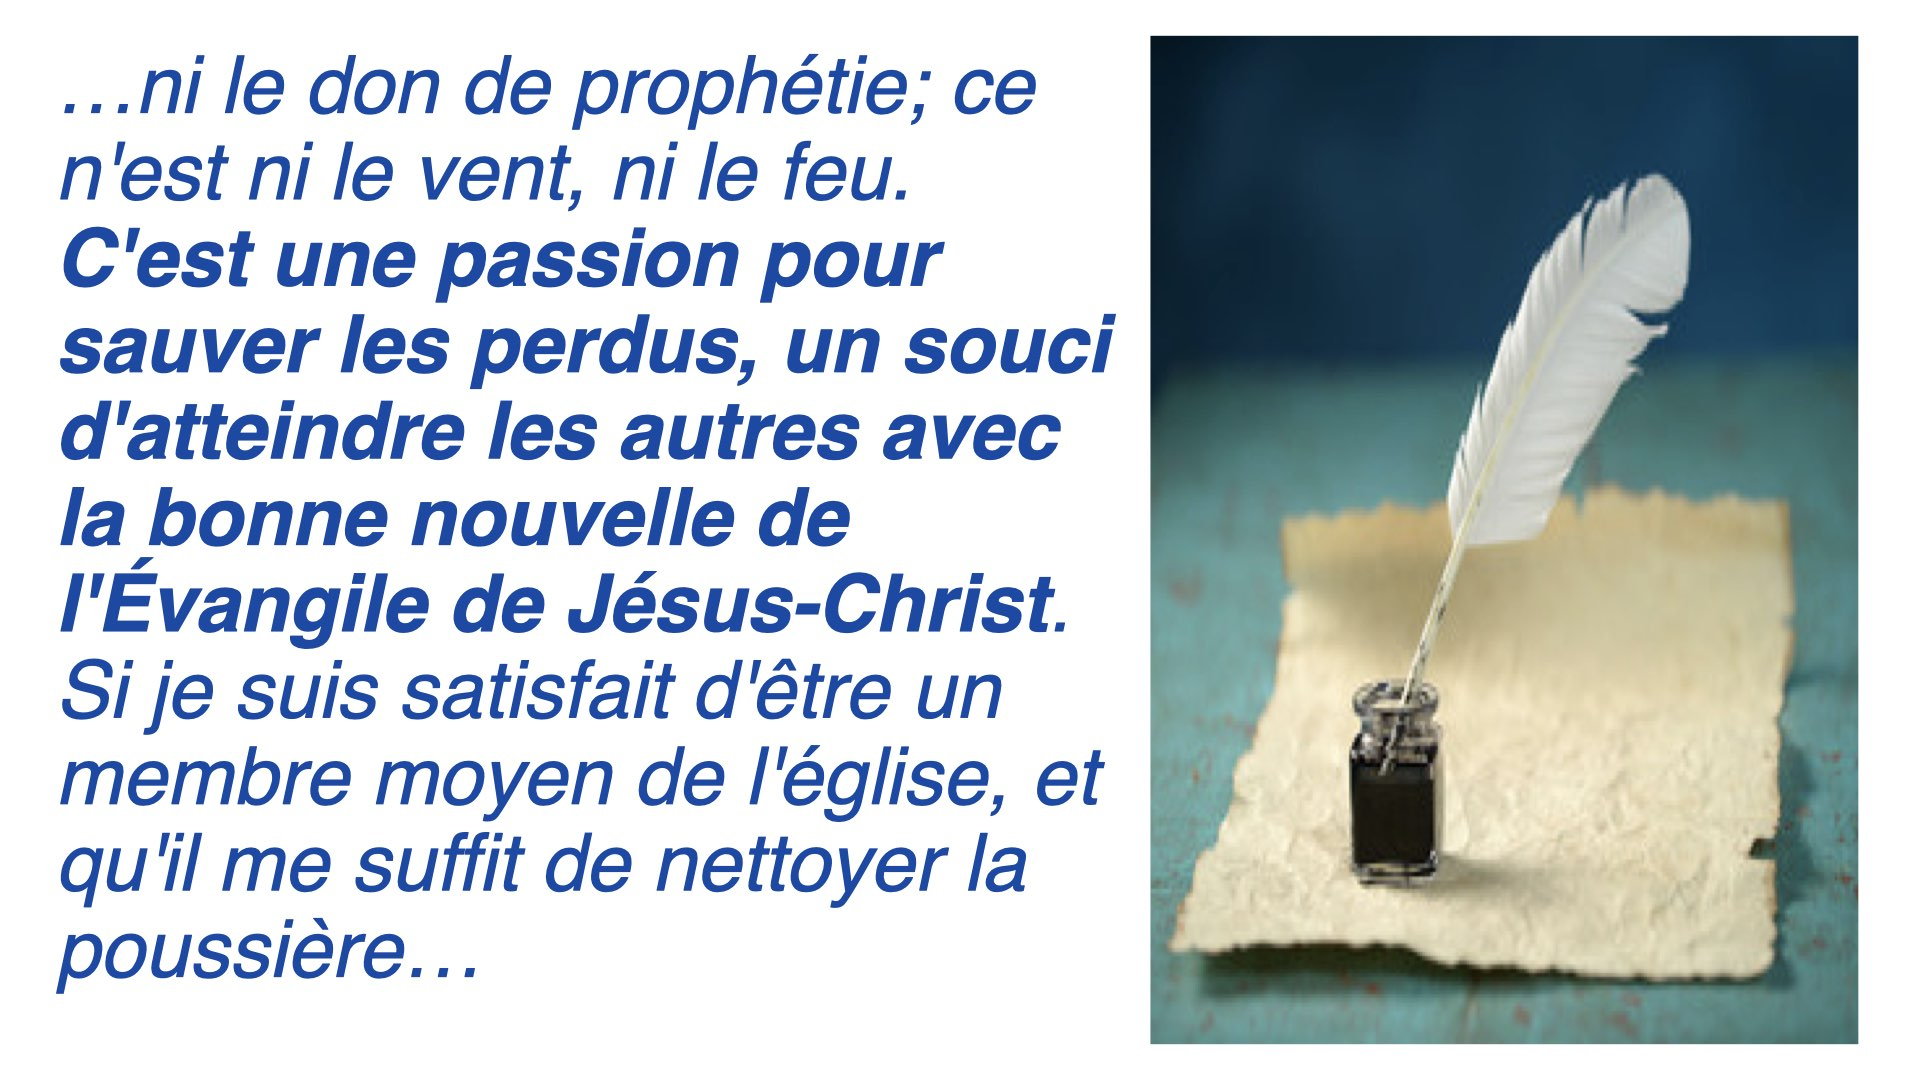 …ni le don de prophétie; ce
n'est ni le vent, ni le feu.
C'est une passion pour
sauver les perdus, un souci
d'atteindre les autres avec
la bonne nouvelle de
l'Évangile de Jésus-Christ.
Si je suis satisfait d'être un
membre moyen de l'église, et
qu'il me suffit de nettoyer la
poussière…